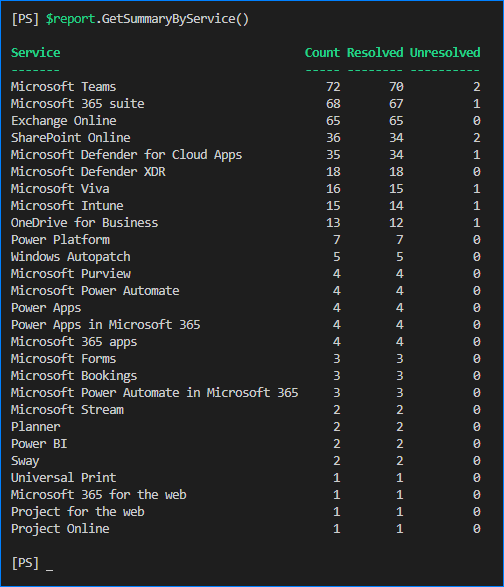 [PS] $report.GetSummaryByService()
Service Count Resolved Unresolved
------- ----- -------- ----------
Microsoft Teams 72 70 2
Microsoft 365 suite 68 67 1
Exchange Online 65 65 0
SharePoint Online 36 34 2
Microsoft Defender for Cloud Apps 35 34 1
Microsoft Defender XDR 18 18 0
Microsoft Viva 16 15 1
Microsoft Intune 15 14 1
OneDrive for Business 13 12 1
Power Platform 7 7 0
Windows Autopatch 5 5 0
Microsoft Purview 4 4 0
Microsoft Power Automate 4 4 0
Power Apps 4 4 0
Power Apps in Microsoft 365 4 4 0
Microsoft 365 apps 4 4 0
Microsoft Forms 3 3 0
Microsoft Bookings 3 3 0
Microsoft Power Automate in Microsoft 365 3 3 0
Microsoft Stream 2 2 0
Planner 2 2 0
Power BI 2 2 0
Sway 2 2 0
Universal Print 1 1 0
Microsoft 365 for the web 1 1 0
Project for the web 1 1 0
Project Online 1 1 0
[PS] _